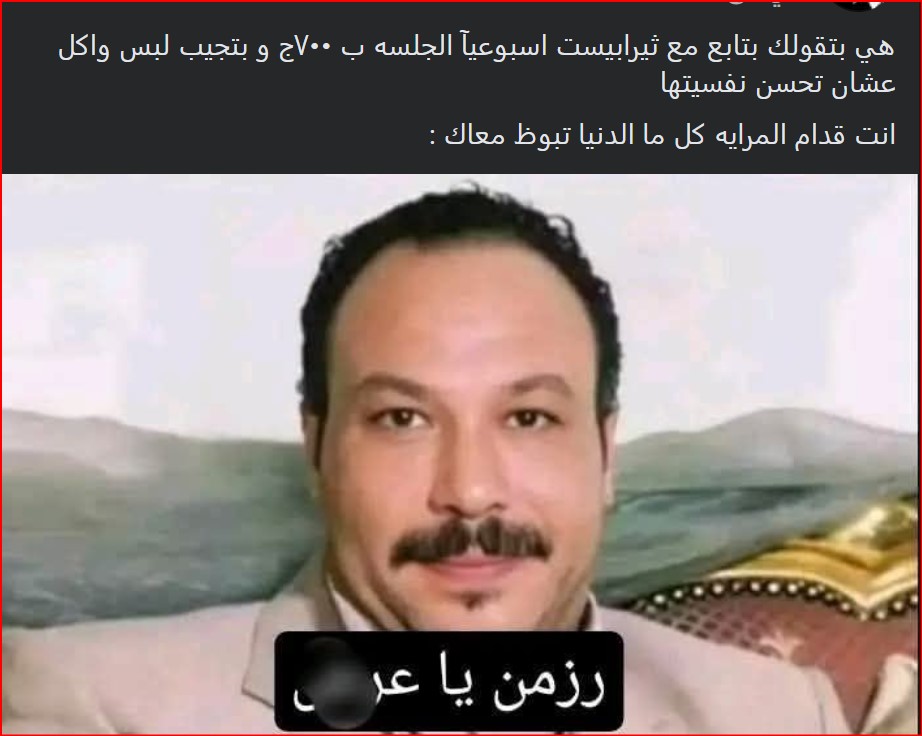 هي بتقولك بتابع مع ثيرابيست اسبوعيآ الجلسه ب ٧٠٠ج و بتجيب لبس واكل
عشان تحسن نفسيتها
انت قدام المرايه كل ما الدنيا تبوظ معاك :
رزمن يا